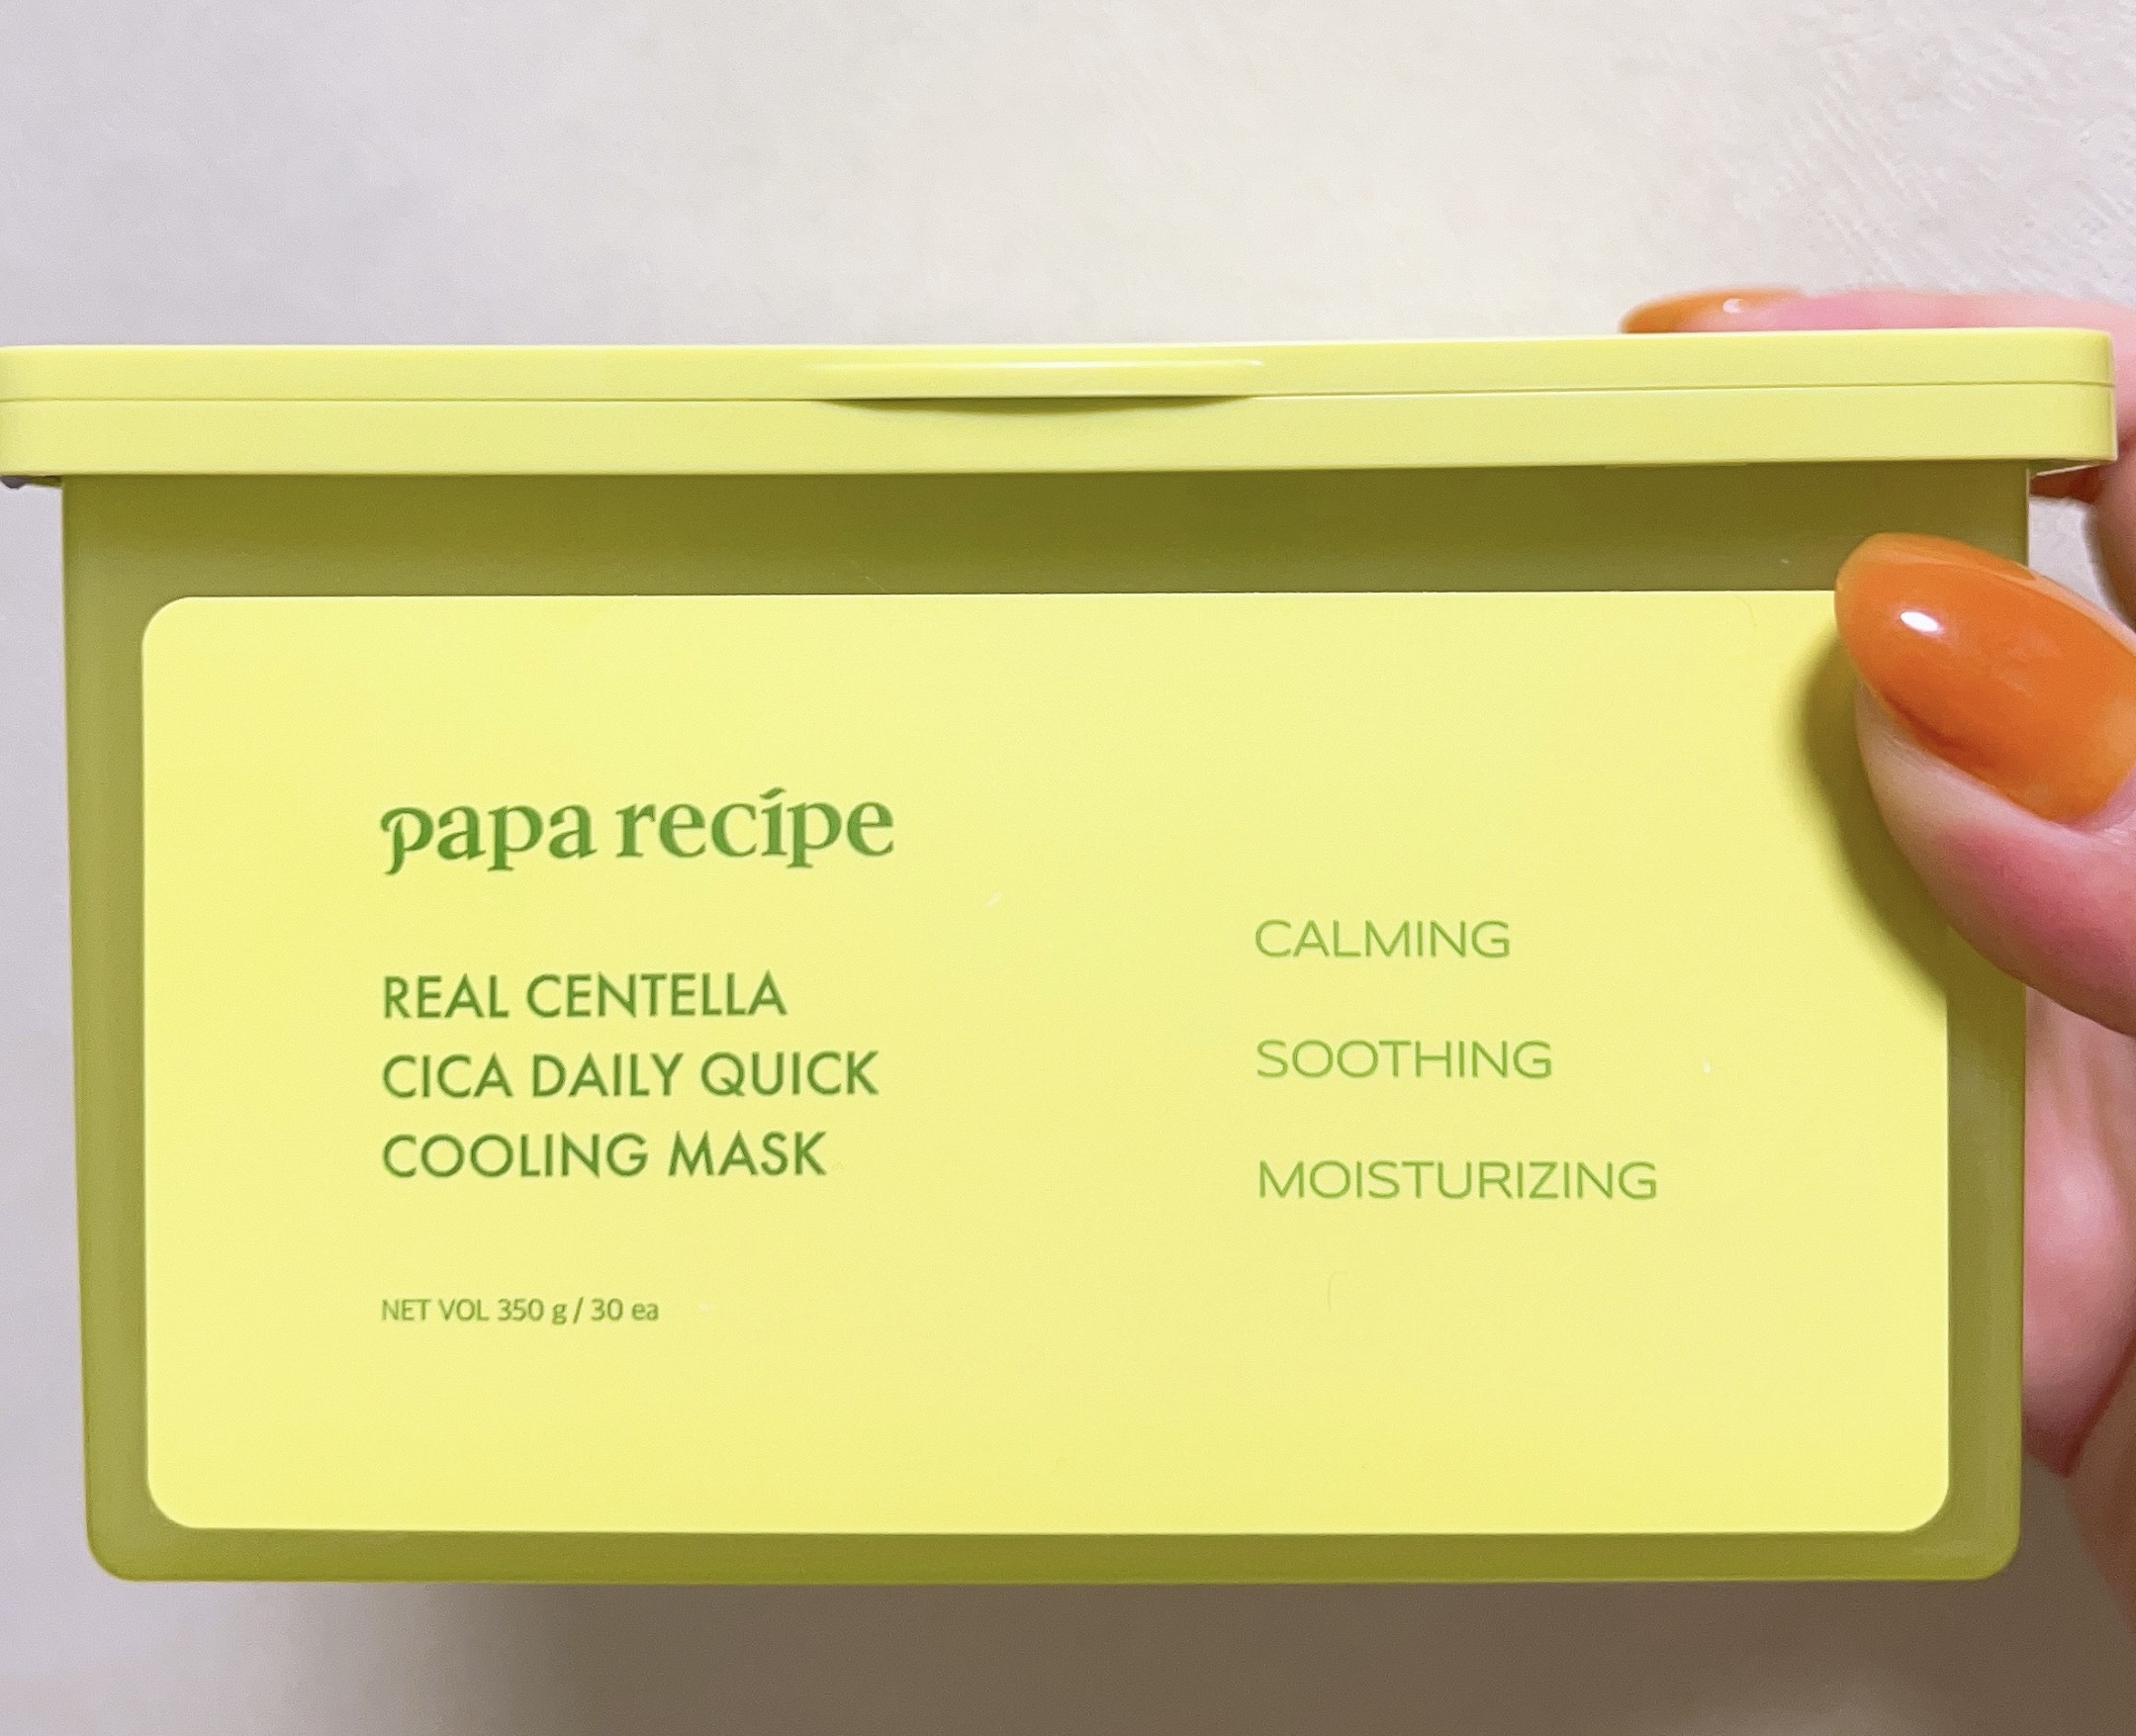 papa recipe
REAL CENTELLA
CICA DAILY QUICK
COOLING MASK
NET VOL 350 g / 30 ea
CALMING
SOOTHING
MOISTURIZING